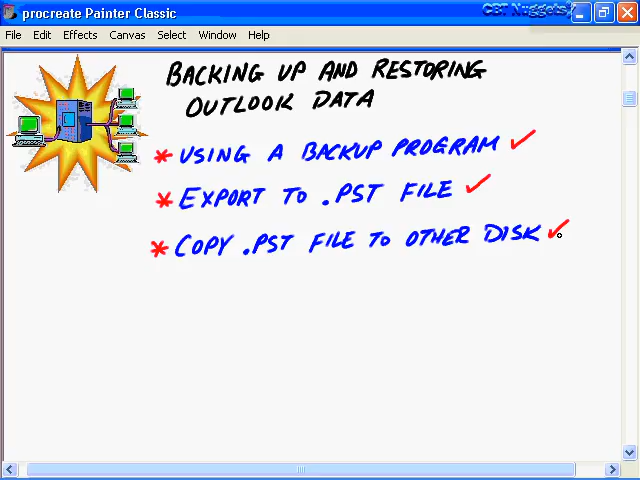 procreate Painter Classic
CBT Nuggets
File Edit Effects Canvas Select Window Help
BACKING UP AND RESTORING
OUTLOOK DATA
* USING A BACKUP PROGRAM ✓
* EXPORT TO .PST FILE ✓
* COPY .PST FILE TO OTHER DISK ✓